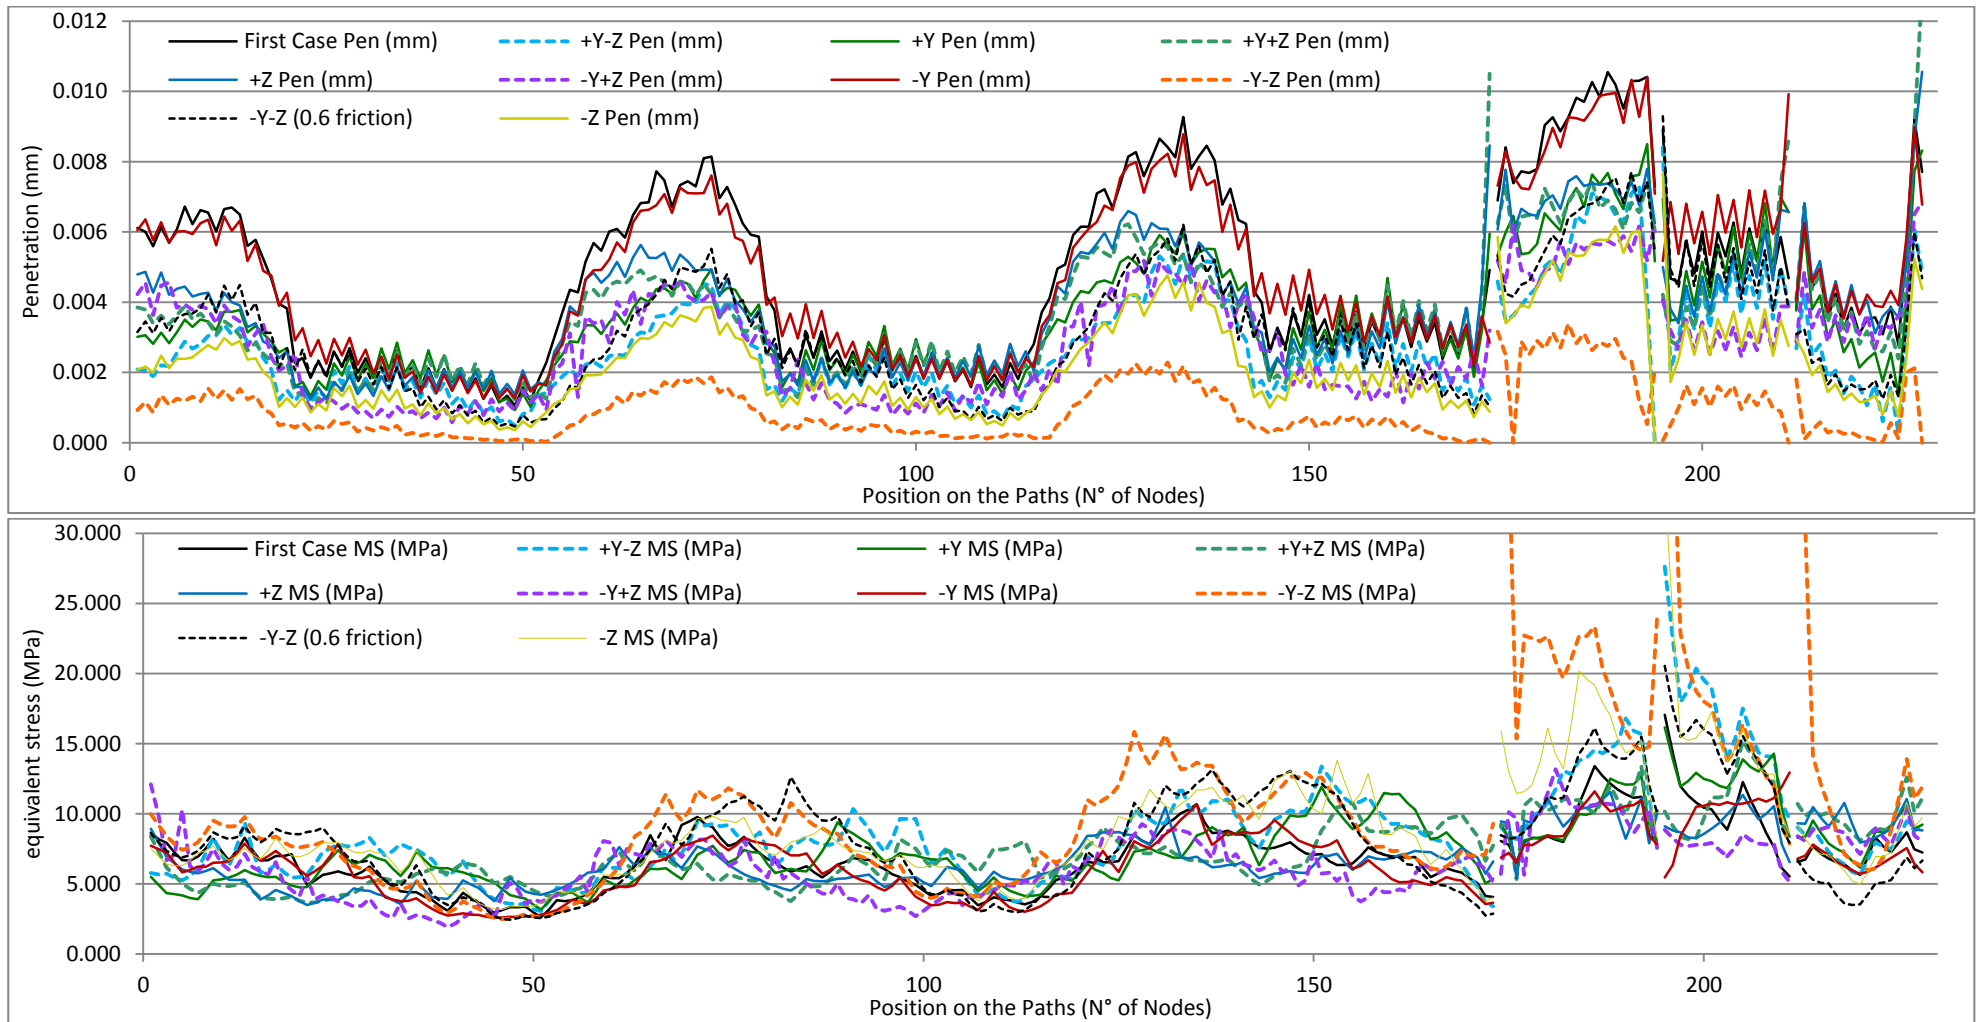 0.012
0.010
0.008
0.006
0.004
0.002
0.000
Penetration (mm)
First Case Pen (mm) +Y-Z Pen (mm) +Y Pen (mm) +Y+Z Pen (mm)
+Z Pen (mm) -Y+Z Pen (mm) -Y Pen (mm) -Y-Z Pen (mm)
-Y-Z (0.6 friction) -Z Pen (mm)
0 50 100 150 200
Position on the Paths (N° of Nodes)
30.000
25.000
20.000
15.000
10.000
5.000
0.000
equivalent stress (MPa)
First Case MS (MPa) +Y-Z MS (MPa) +Y MS (MPa) +Y+Z MS (MPa)
+Z MS (MPa) -Y+Z MS (MPa) -Y MS (MPa) -Y-Z MS (MPa)
-Y-Z (0.6 friction) -Z MS (MPa)
0 50 100 150 200
Position on the Paths (N° of Nodes)